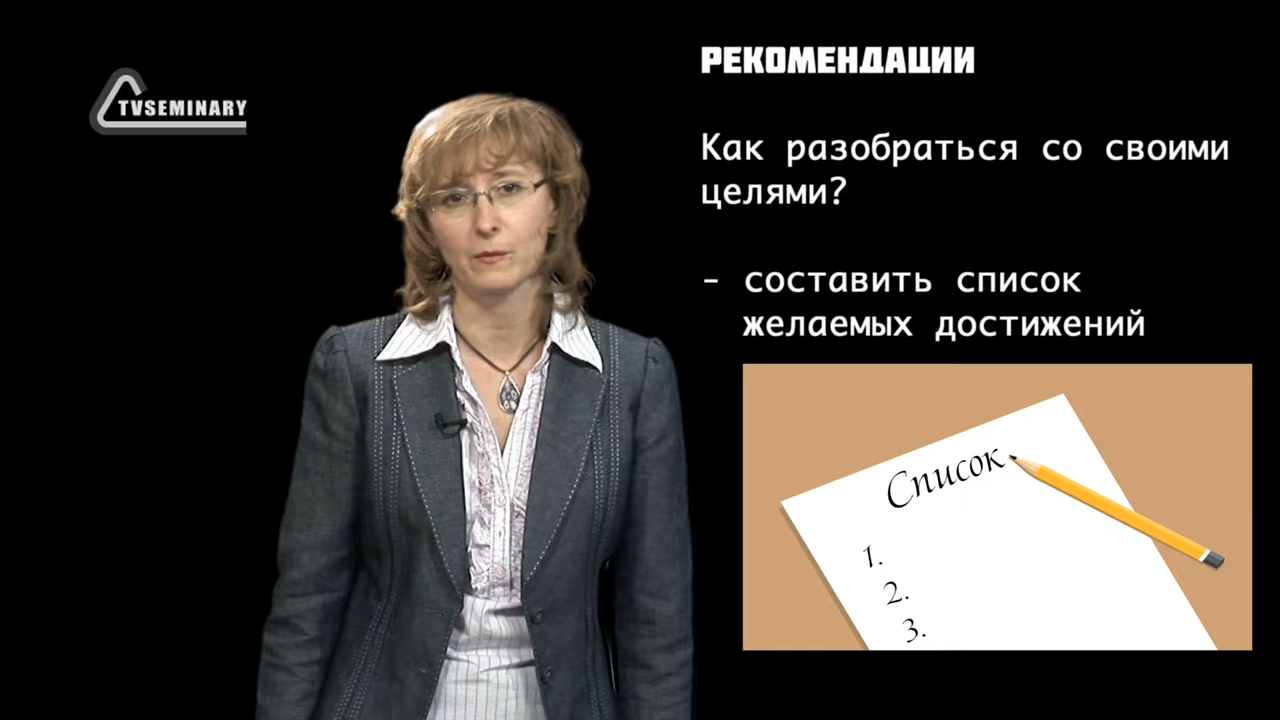 TVSEMINARY
РЕКОМЕНДАЦИИ
Как разобраться со своими
целями?
- составить список
желаемых достижений
Список
1.
2.
3.